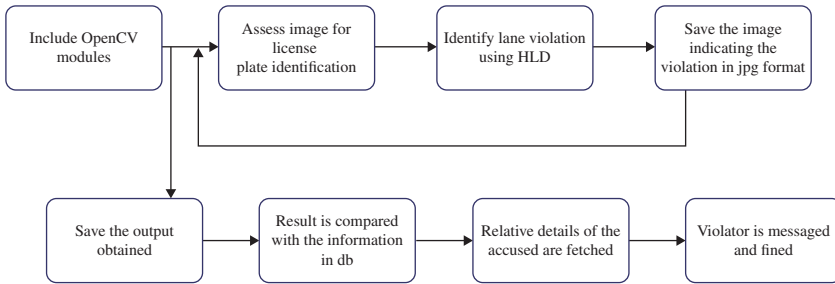 Include OpenCV
modules
Assess image for
license
plate identification
Identify lane violation
using HLD
Save the image
indicating the
violation in jpg format
Save the output
obtained
Result is compared
with the information
in db
Relative details of the
accused are fetched
Violator is messaged
and fined